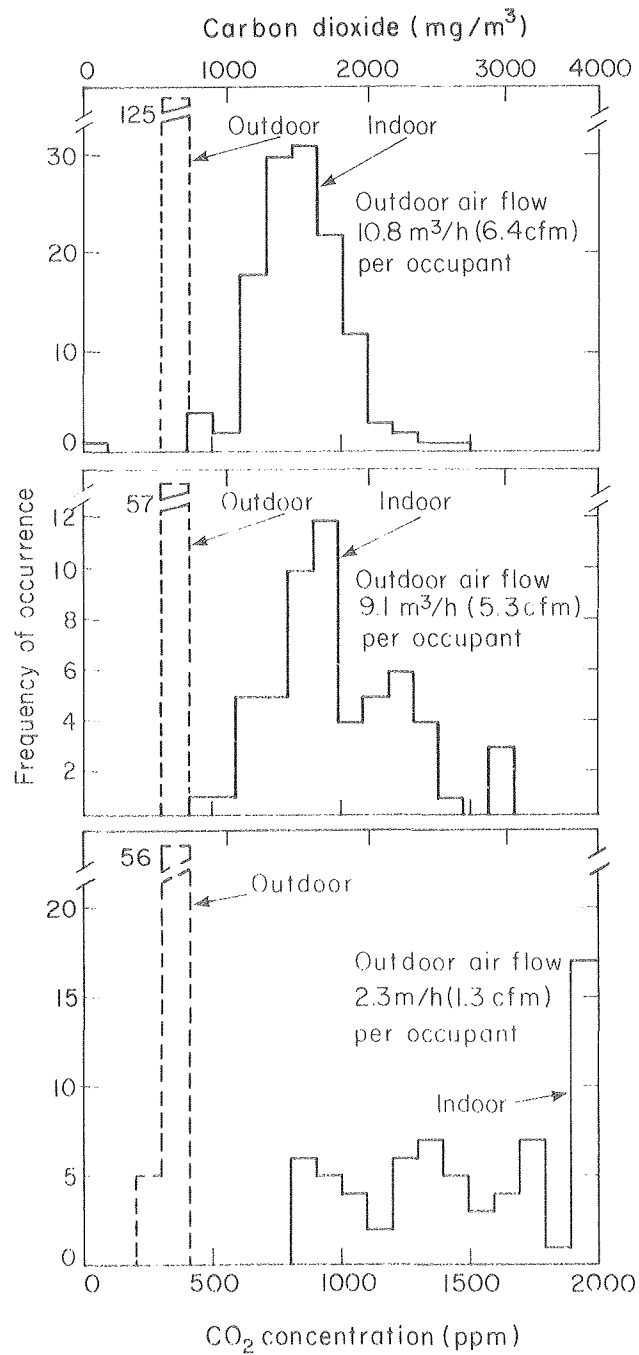 Carbon dioxide (mg/m³)
0 1000 2000 3000 4000
125
Outdoor Indoor
30
Outdoor air flow
10.8 m³/h (6.4 cfm)
per occupant
20
10
0
Frequency of occurrence
57
Outdoor Indoor
12
Outdoor air flow
9.1 m³/h (5.3 cfm)
per occupant
10
8
6
4
2
56
Outdoor
20
Outdoor air flow
2.3 m/h (1.3 cfm)
per occupant
15
10
Indoor
5
0
0 500 1000 1500 2000
CO₂ concentration (ppm)